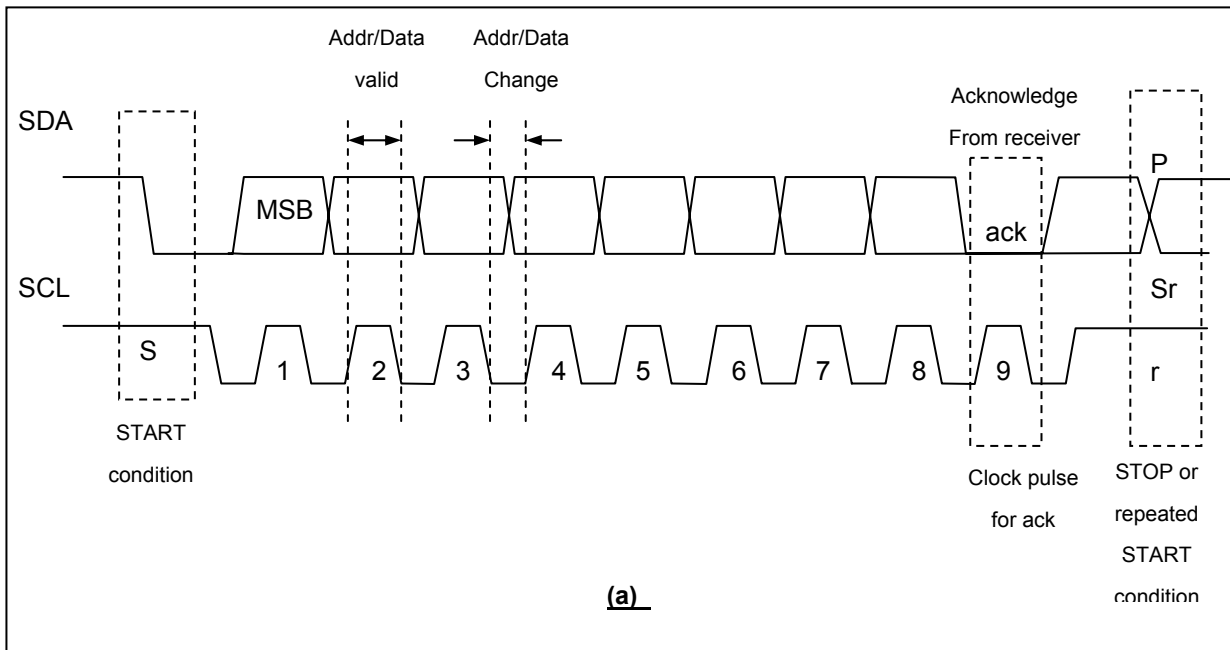 Addr/Data
valid
Addr/Data
Change
SDA
Acknowledge
From receiver
P
MSB
ack
SCL
Sr
S
1 2 3 4 5 6 7 8 9
r
START
condition
Clock pulse
for ack
STOP or
repeated
START
condition
(a)